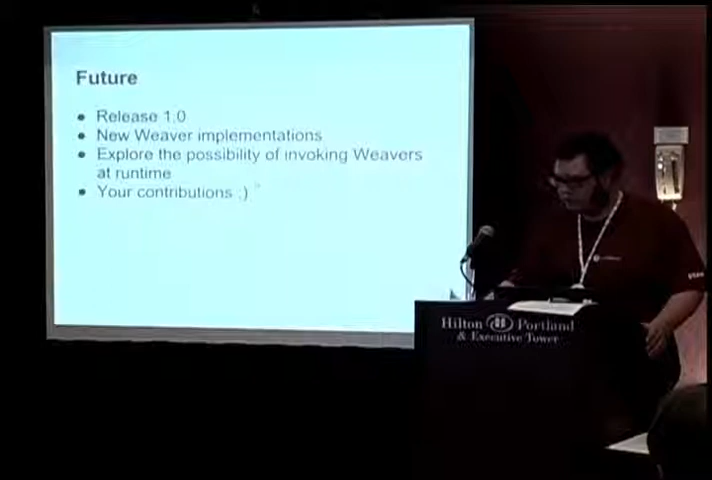 Future
● Release 1.0
● New Weaver implementations
● Explore the possibility of invoking Weavers
at runtime
● Your contributions ;)
Hilton Portland
& Executive Tower